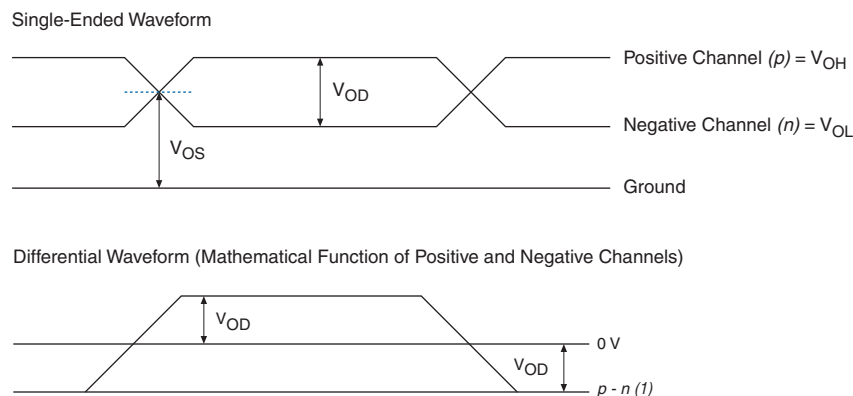 Single-Ended Waveform
Positive Channel (p) = VOH
VOD
Negative Channel (n) = VOL
VOS
Ground
Differential Waveform (Mathematical Function of Positive and Negative Channels)
VOD
0 V
VOD
p - n (1)